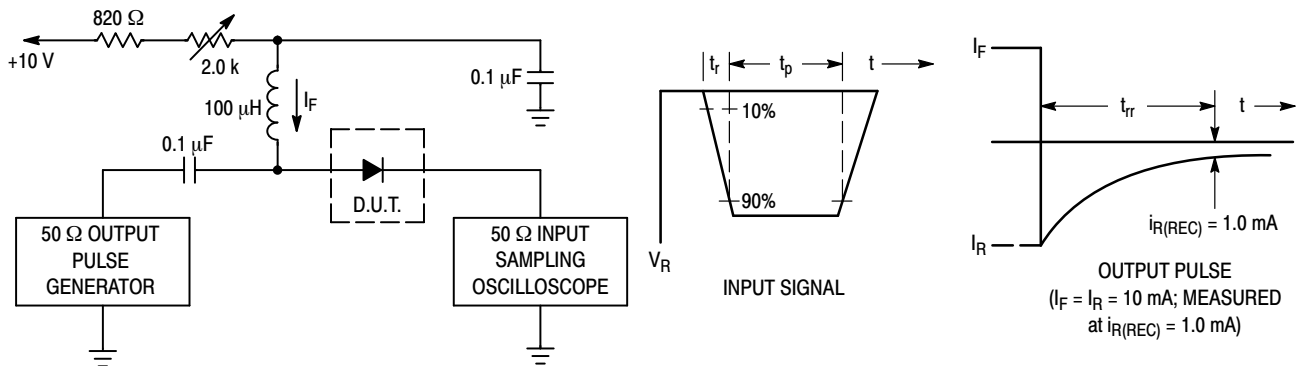 820 Ω
+10 V
2.0 k
0.1 µF
100 µH
I_F
0.1 µF
D.U.T.
50 Ω OUTPUT
PULSE
GENERATOR
50 Ω INPUT
SAMPLING
OSCILLOSCOPE
t_r
t_p
t
10%
90%
V_R
INPUT SIGNAL
I_F
t_rr
t
I_R
i_R(REC) = 1.0 mA
OUTPUT PULSE
(I_F = I_R = 10 mA; MEASURED
at i_R(REC) = 1.0 mA)